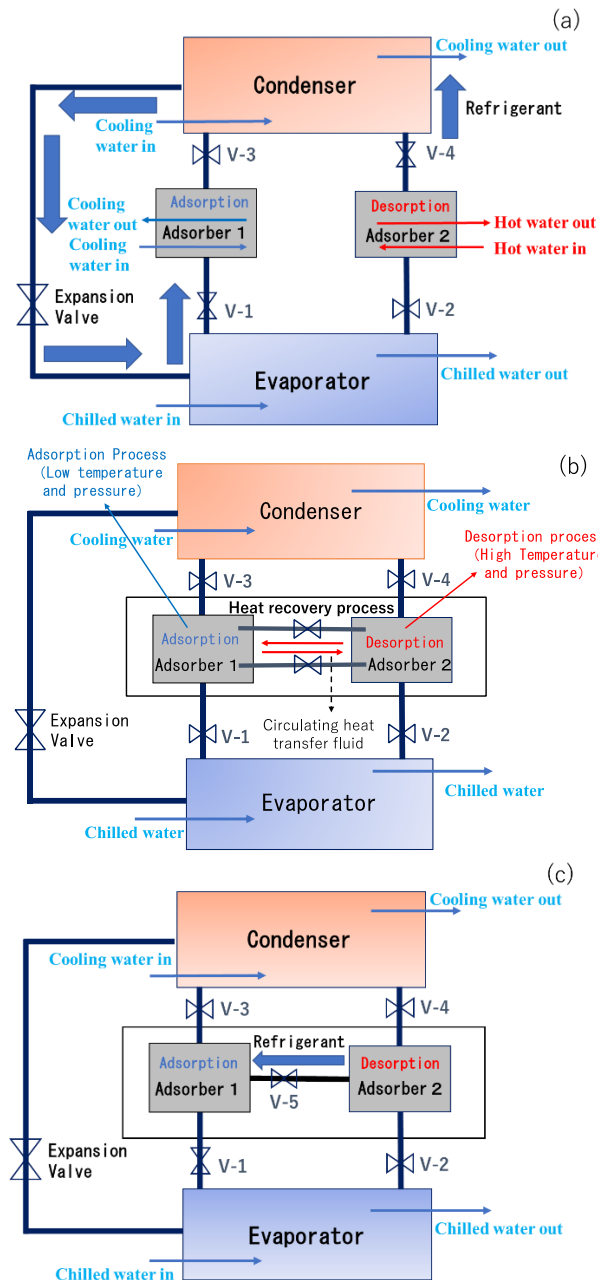 (a)
Cooling water out
Condenser
Refrigerant
Cooling
water in
V-3
V-4
Cooling
water out
Cooling
water in
Adsorption
Adsorber 1
Desorption
Adsorber 2
Hot water out
Hot water in
Expansion
Valve
V-1
V-2
Evaporator
Chilled water out
Chilled water in
(b)
Adsorption Process
(Low temperature
and pressure)
Cooling water
Condenser
Cooling water
Desorption process
(High Temperature
and pressure)
V-3
V-4
Heat recovery process
Adsorption
Adsorber 1
Desorption
Adsorber 2
Expansion
Valve
V-1
Circulating heat
transfer fluid
V-2
Evaporator
Chilled water
Chilled water
(c)
Cooling water out
Condenser
Cooling water in
V-3
V-4
Refrigerant
Adsorption
Adsorber 1
V-5
Desorption
Adsorber 2
Expansion
Valve
V-1
V-2
Evaporator
Chilled water out
Chilled water in